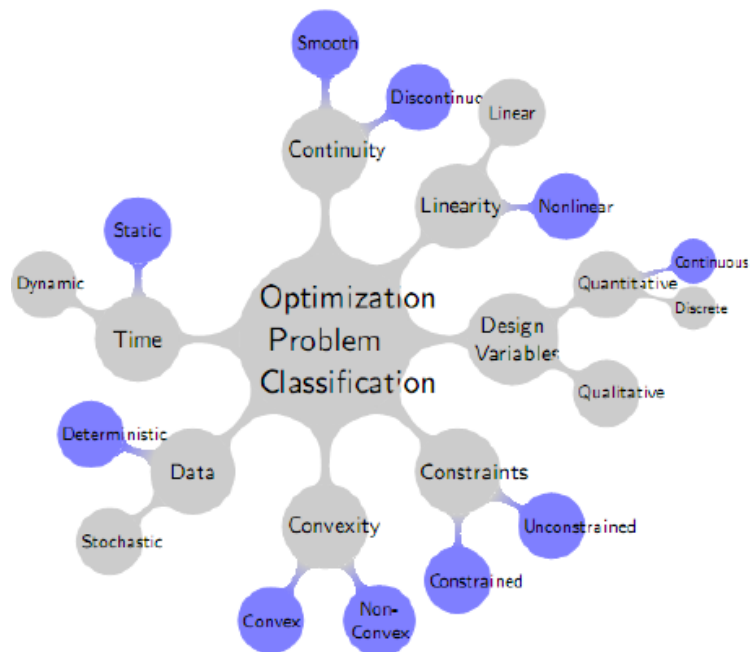 Smooth
Discontinuo
Continuity
Linear
Linearity
Nonlinear
Static
Dynamic
Time
Optimization
Problem
Classification
Design
Variables
Quantitative
Continuous
Discrete
Qualitative
Deterministic
Data
Stochastic
Convexity
Convex
Non-
Convex
Constraints
Constrained
Unconstrained